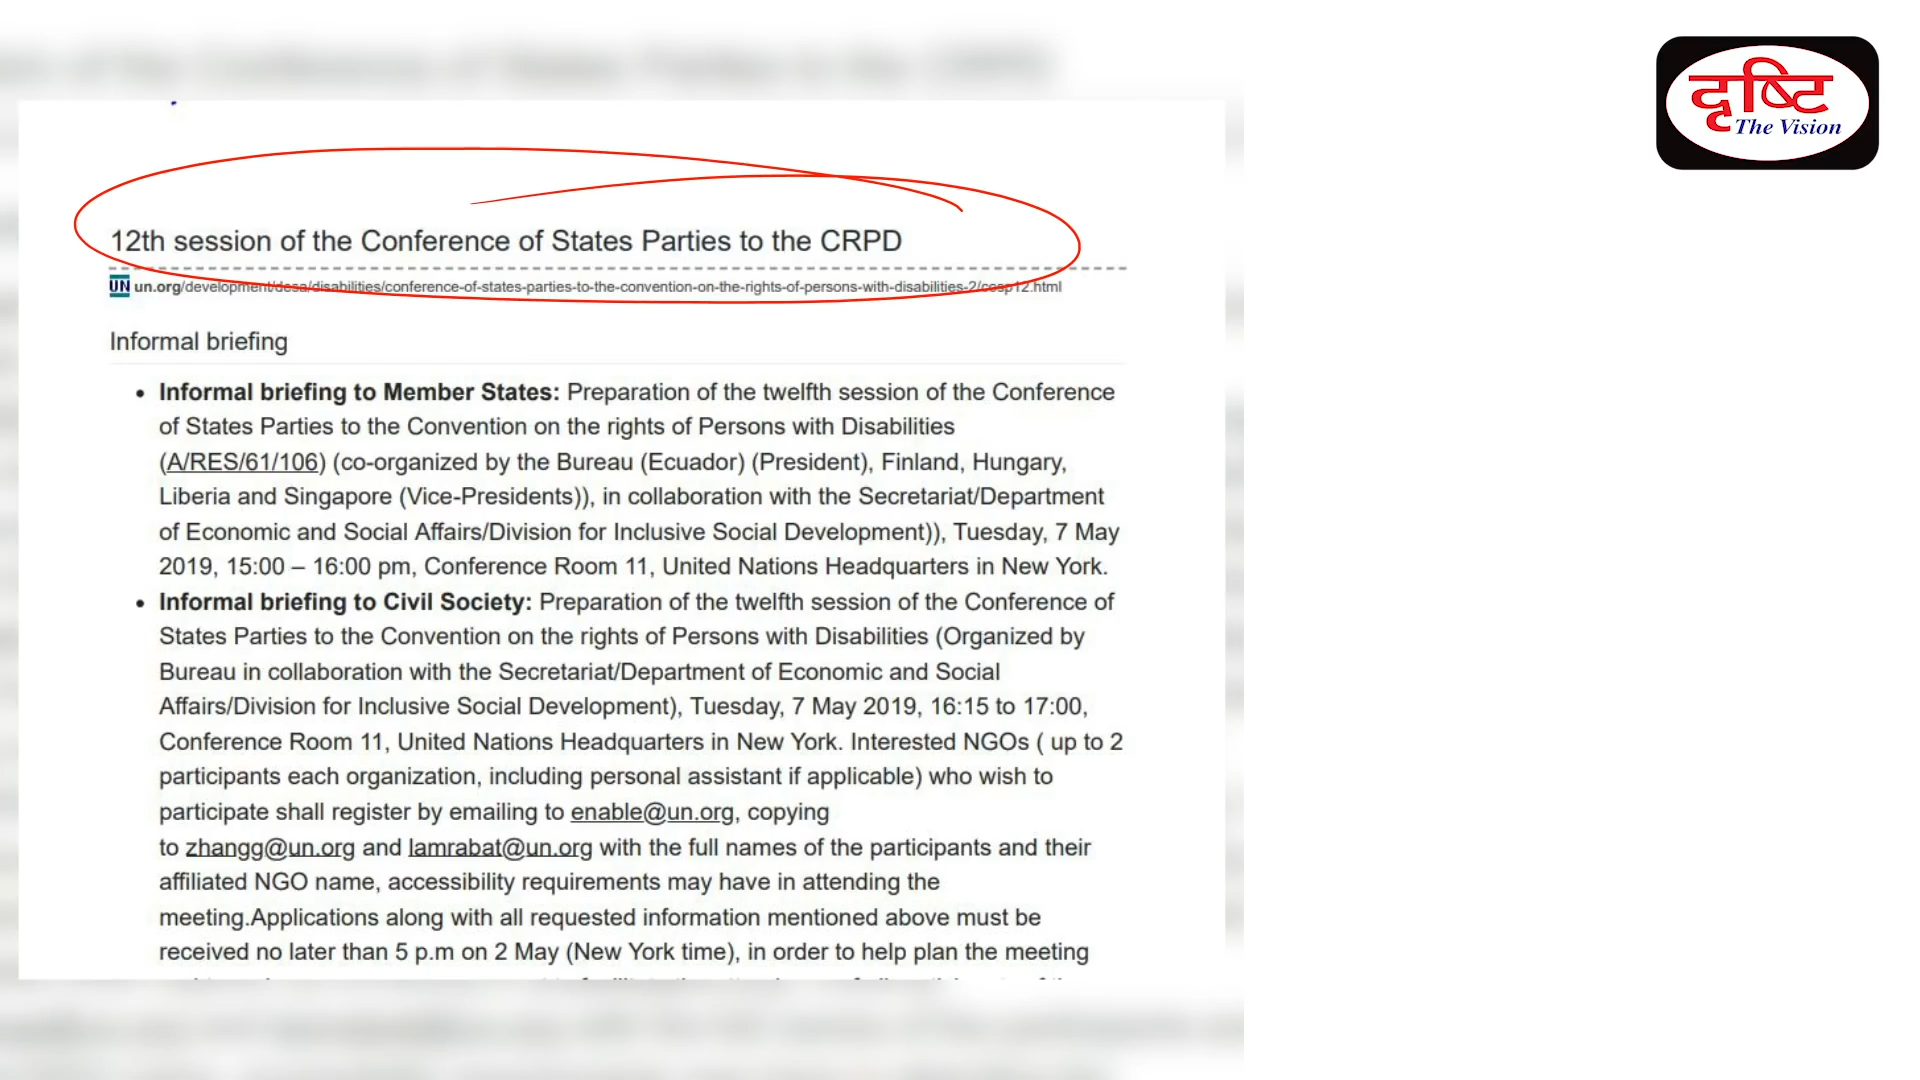 दृष्टि
The Vision
12th session of the Conference of States Parties to the CRPD
UN un.org/development/desa/disabilities/conference-of-states-parties-to-the-convention-on-the-rights-of-persons-with-disabilities-2/cosp12.html
Informal briefing
• Informal briefing to Member States: Preparation of the twelfth session of the Conference
of States Parties to the Convention on the rights of Persons with Disabilities
(A/RES/61/106) (co-organized by the Bureau (Ecuador) (President), Finland, Hungary,
Liberia and Singapore (Vice-Presidents)), in collaboration with the Secretariat/Department
of Economic and Social Affairs/Division for Inclusive Social Development)), Tuesday, 7 May
2019, 15:00 – 16:00 pm, Conference Room 11, United Nations Headquarters in New York.
• Informal briefing to Civil Society: Preparation of the twelfth session of the Conference of
States Parties to the Convention on the rights of Persons with Disabilities (Organized by
Bureau in collaboration with the Secretariat/Department of Economic and Social
Affairs/Division for Inclusive Social Development), Tuesday, 7 May 2019, 16:15 to 17:00,
Conference Room 11, United Nations Headquarters in New York. Interested NGOs ( up to 2
participants each organization, including personal assistant if applicable) who wish to
participate shall register by emailing to enable@un.org, copying
to zhangg@un.org and lamrabat@un.org with the full names of the participants and their
affiliated NGO name, accessibility requirements may have in attending the
meeting.Applications along with all requested information mentioned above must be
received no later than 5 p.m on 2 May (New York time), in order to help plan the meeting